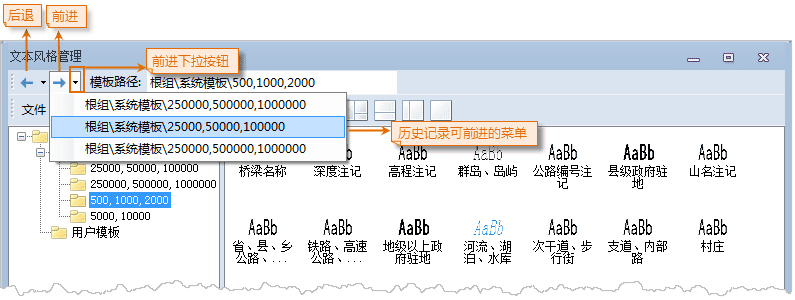 后退
前进
文本风格管理
前进下拉按钮
模板路径: 根组\系统模板\500,1000,2000
文件
根组\系统模板\250000,500000,1000000
根组\系统模板\25000,50000,100000
根组\系统模板\250000,500000,1000000
历史记录可前进的菜单
25000, 50000, 100000
250000, 500000, 1000000
500, 1000, 2000
5000, 10000
用户模板
AaBb AaBb AaBb AaBb AaBb AaBb AaBb
桥梁名称 深度注记 高程注记 群岛、岛屿 公路编号注记 县级政府驻地 山名注记
AaBb AaBb AaBb AaBb AaBb AaBb AaBb
省、县、乡公路、... 铁路、高速公路、... 地级以上政府驻地 河流、湖泊、水库 次干道、步行街 支道、内部路 村庄